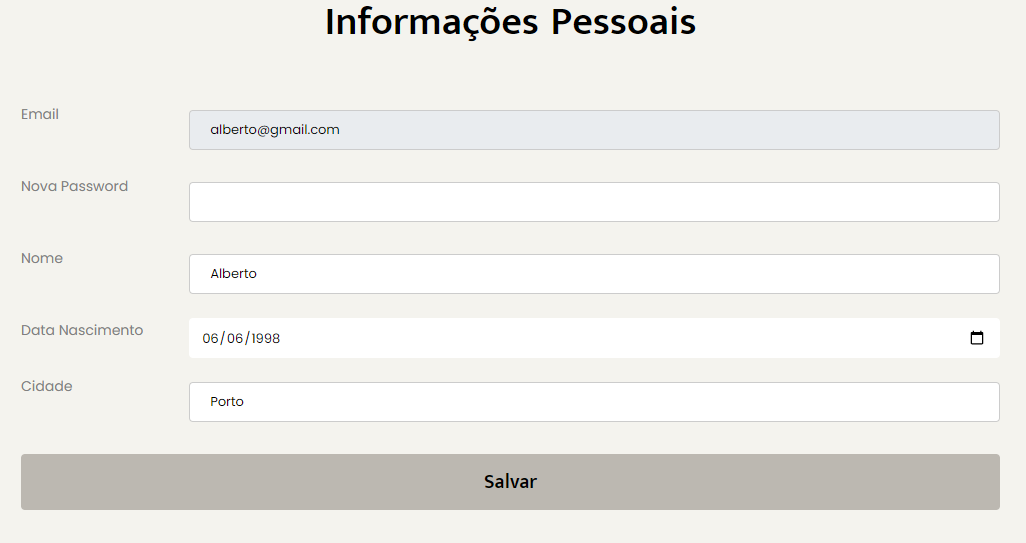 Informações Pessoais
Email
alberto@gmail.com
Nova Password
Nome
Alberto
Data Nascimento
06/06/1998
Cidade
Porto
Salvar